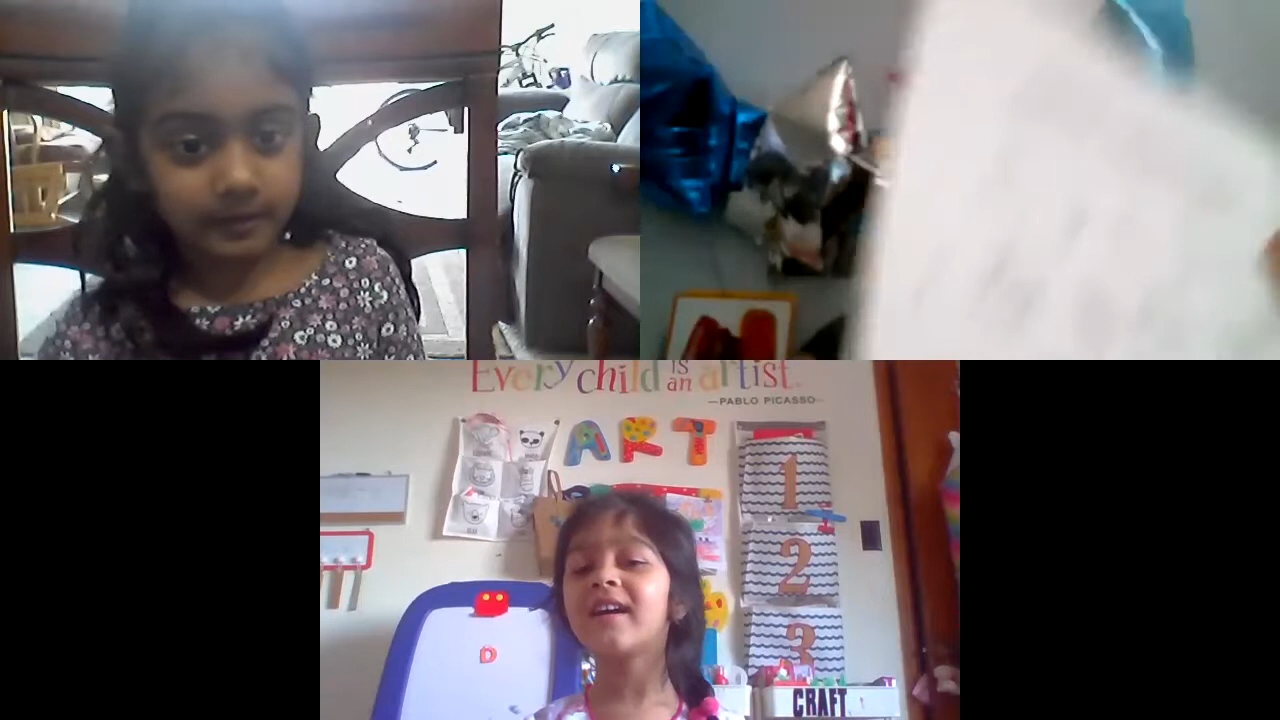 Every child is an artist.
—PABLO PICASSO—
ART
1
2
3
D
CRAFT